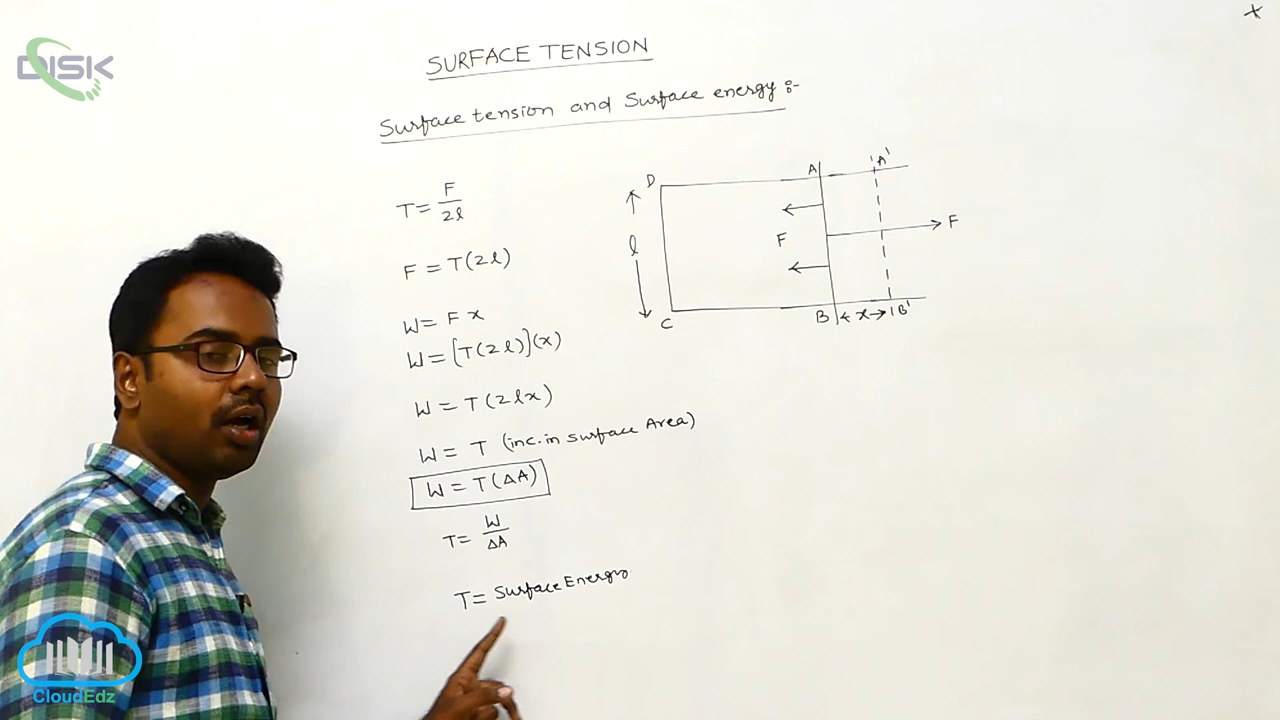 DISK
SURFACE TENSION
Surface tension and Surface energy :-
T = F / 2l
F = T(2l)
W = F x
W = [T(2l)](x)
W = T(2lx)
W = T (inc. in surface Area)
W = T(ΔA)
T = W / ΔA
T = Surface Energy
D
A
'A'
l
F
F
C
B
x
B'
CloudEdz